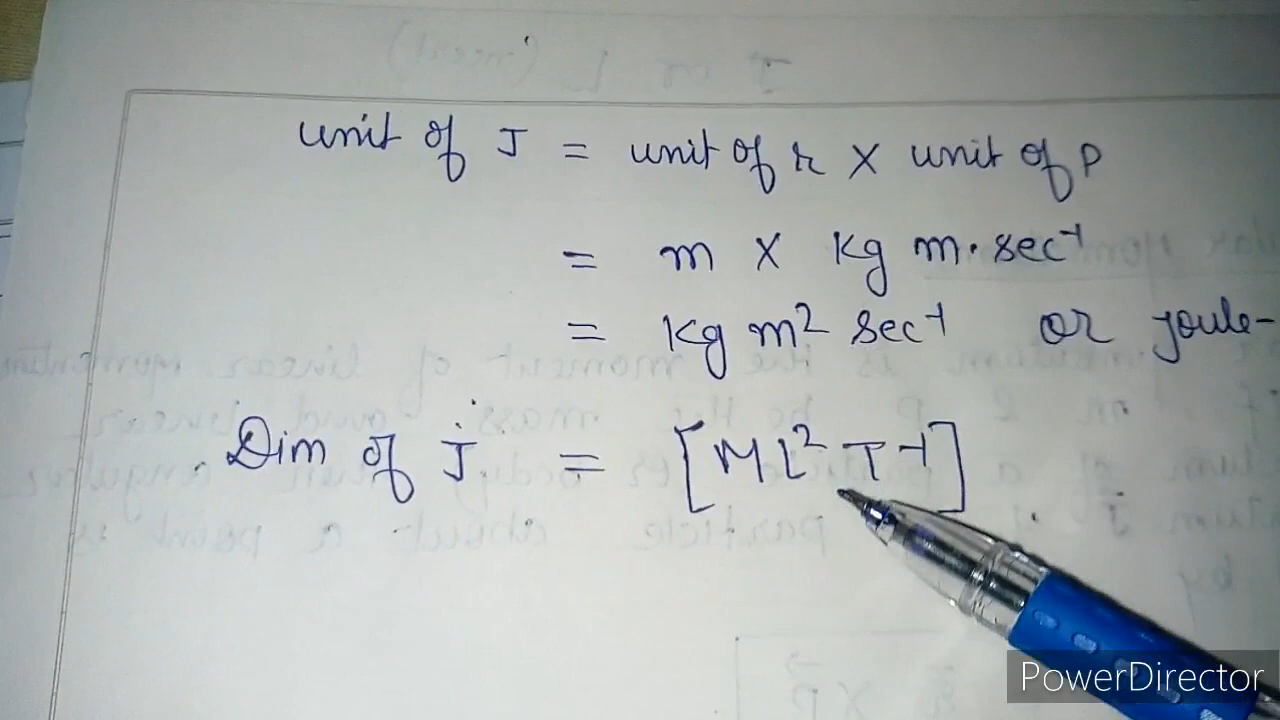 unit of J = unit of r X unit of p
= m X kg m. sec⁻¹
= kg m² sec⁻¹ or joule-
Dim of J = [M L² T⁻¹]
PowerDirector